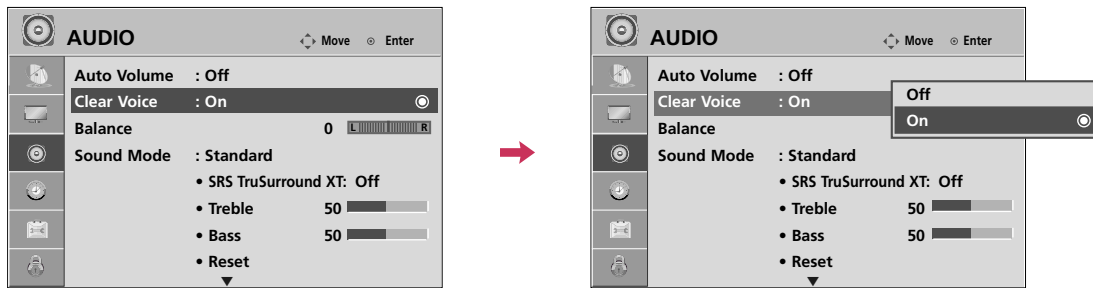 AUDIO Move Enter
Auto Volume : Off
Clear Voice : On
Balance 0 L R
Sound Mode : Standard
• SRS TruSurround XT: Off
• Treble 50
• Bass 50
• Reset
AUDIO Move Enter
Auto Volume : Off
Clear Voice : On
Balance
Sound Mode : Standard
• SRS TruSurround XT: Off
• Treble 50
• Bass 50
• Reset
Off
On